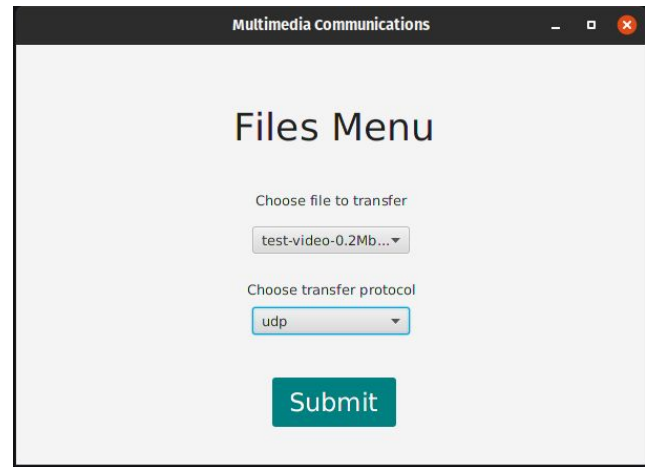 Multimedia Communications
Files Menu
Choose file to transfer
test-video-0.2Mb...
Choose transfer protocol
udp
Submit